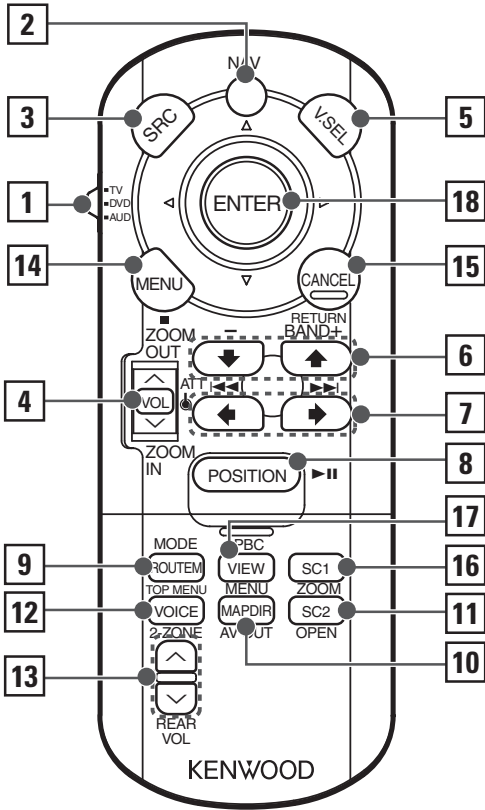 2
NAV
3
SRC
V.SEL
5
1
TV
DVD
AUD
ENTER
18
14
MENU
CANCEL
15
ZOOM
OUT
RETURN
BAND+
–
6
4
VOL
ATT
7
ZOOM
IN
POSITION
8
17
MODE
PBC
9
ROUTEM
VIEW
SC1
16
TOP MENU
MENU
ZOOM
12
VOICE
MAPDIR
SC2
11
2-ZONE
AV OUT
OPEN
13
10
REAR
VOL
KENWOOD